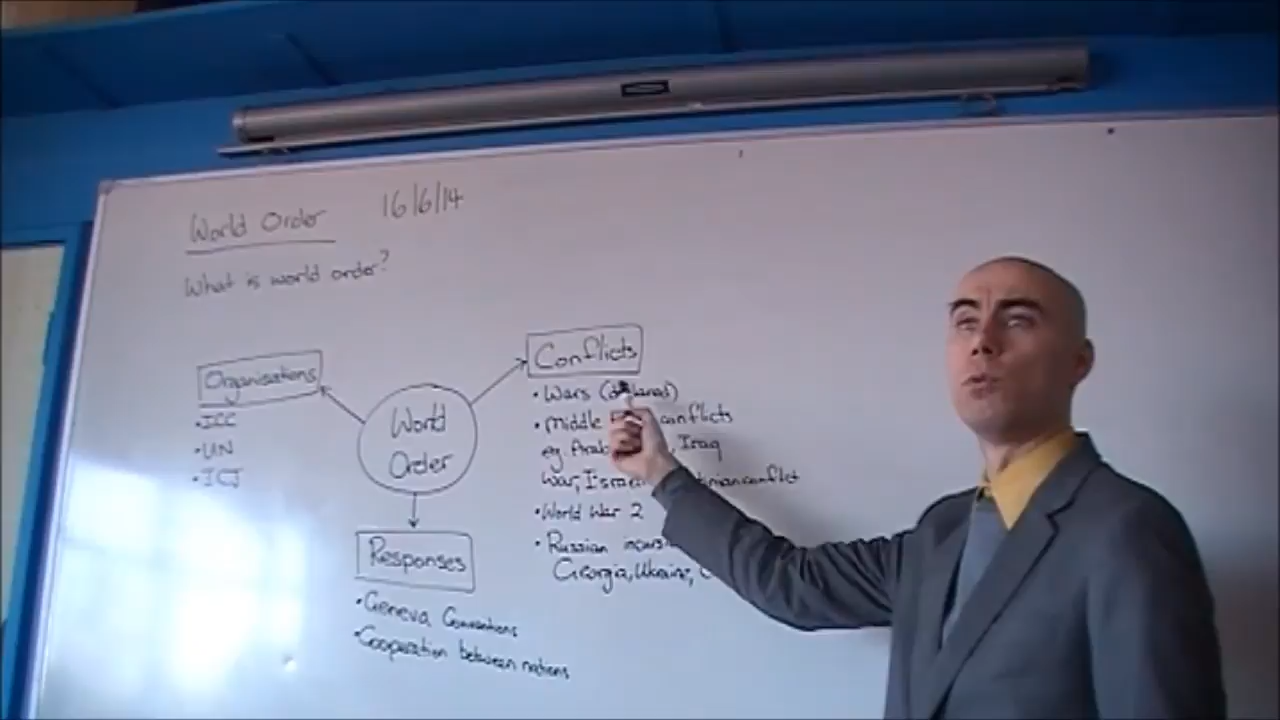 World Order 16/6/14
What is world order?
Organisations
•ICC
•UN
•ICJ
World
Order
Conflicts
•Wars
•Middle conflicts
eg. Arab , Iraq
War, conflict
•World War 2
•Russian
Georgia, Ukraine,
Responses
•Geneva Conventions
•Cooperation between nations